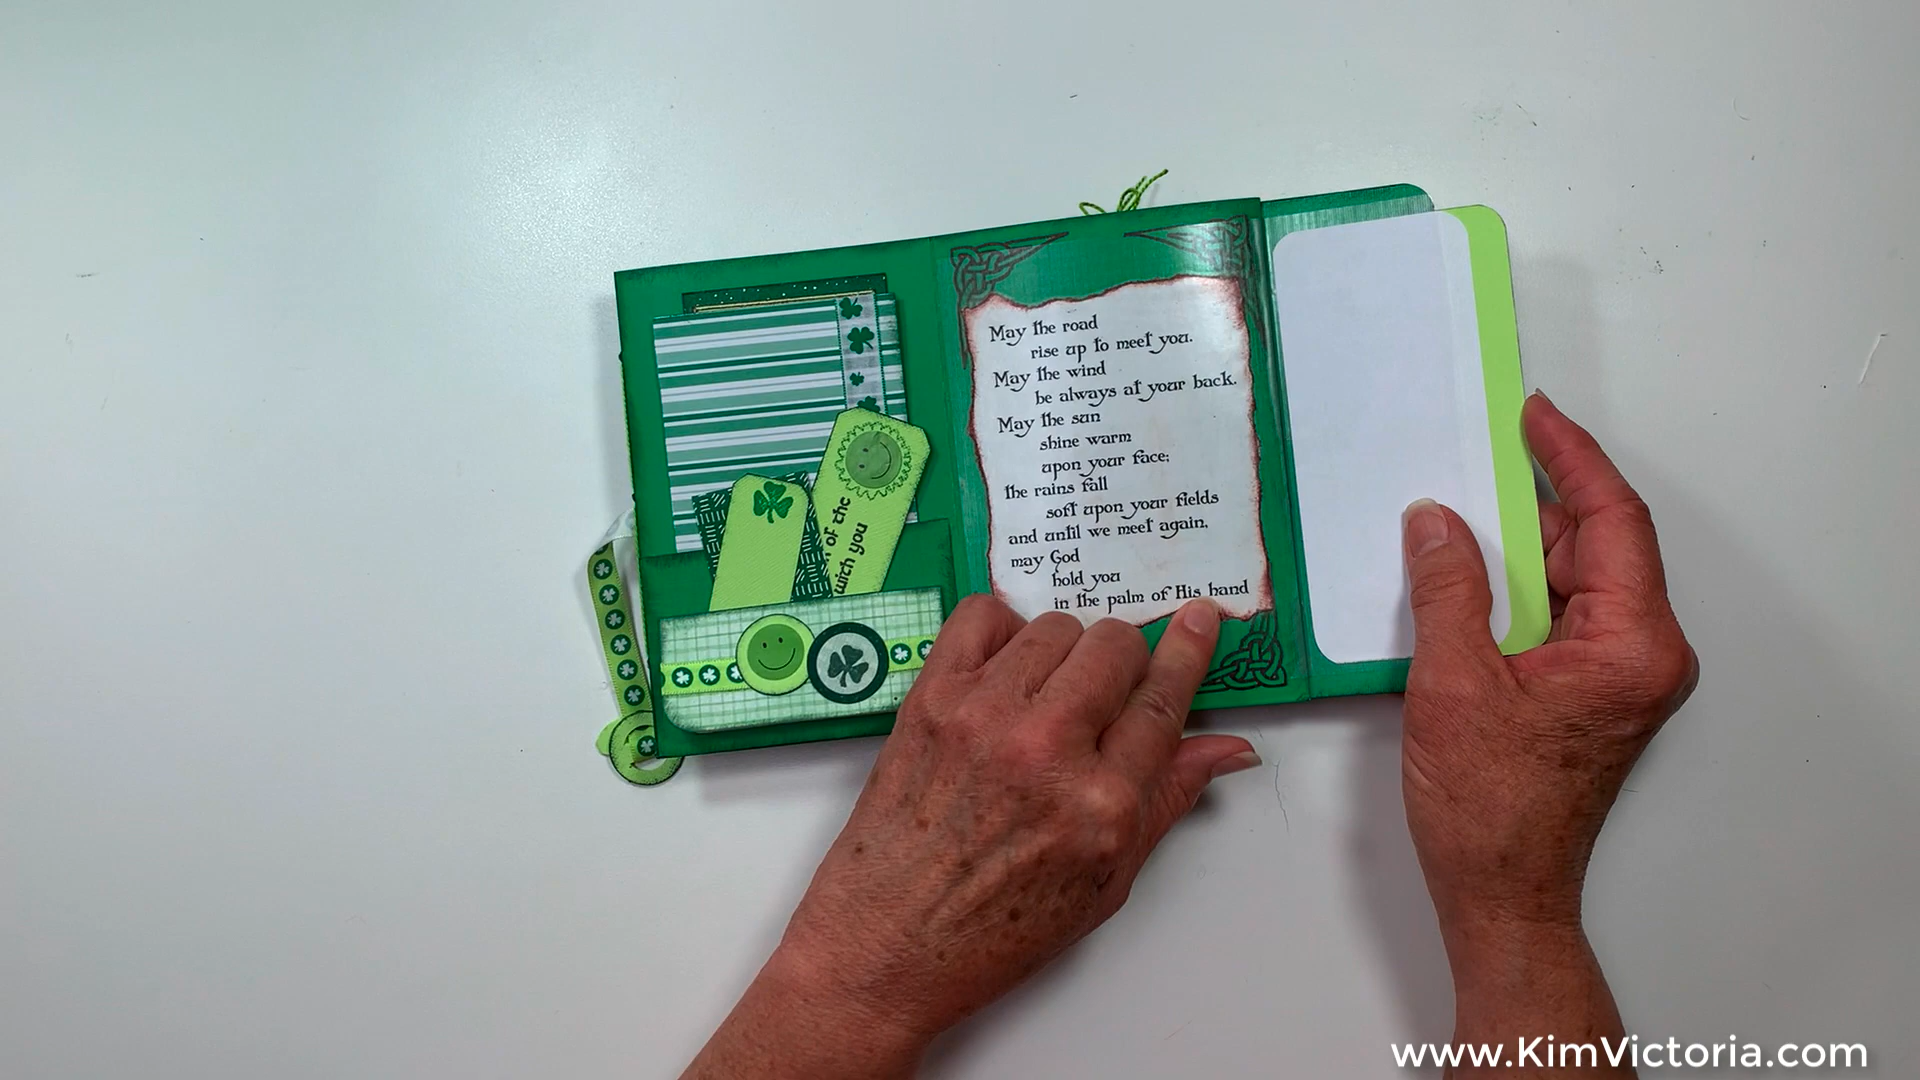 of the
with you
May the road
rise up to meet you.
May the wind
be always at your back.
May the sun
shine warm
upon your face;
the rains fall
soft upon your fields
and until we meet again,
may God
hold you
in the palm of His hand
www.KimVictoria.com